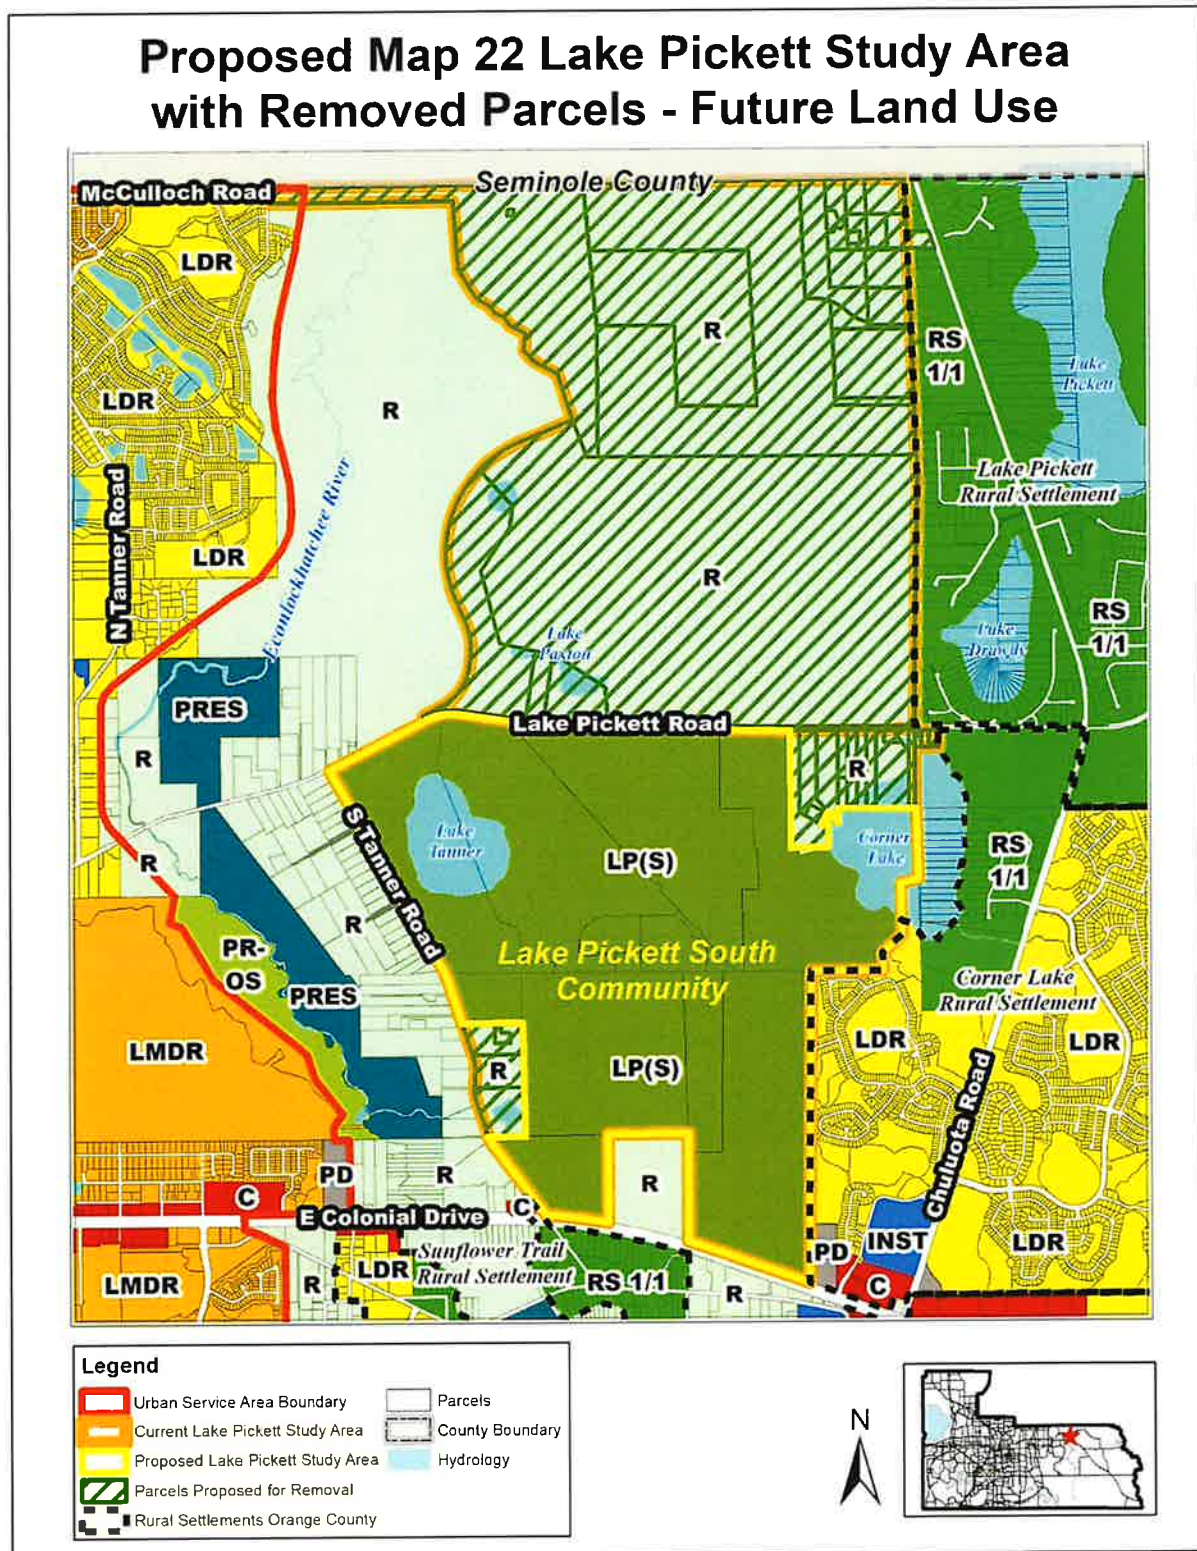 Proposed Map 22 Lake Pickett Study Area
with Removed Parcels - Future Land Use
Seminole County
McCulloch Road
LDR
R
RS
1/1
Lake
Pickett
LDR
R
Lake Pickett
Rural Settlement
N Tanner Road
Econlockhatchee River
LDR
R
RS
1/1
Lake
Drawdy
Lake
Paxton
PRES
Lake Pickett Road
R
R
S Tanner Road
Lake
Tanner
LP(S)
Corner
Lake
RS
1/1
R
R
PR-
OS
PRES
Lake Pickett South
Community
Corner Lake
Rural Settlement
LMDR
LDR
LDR
R
LP(S)
Chuluota Road
PD
R
R
C
E Colonial Drive
C
INST
LDR
PD
Sunflower Trail
Rural Settlement
LDR
LMDR
R
RS 1/1
R
C
Legend
Urban Service Area Boundary
Current Lake Pickett Study Area
Proposed Lake Pickett Study Area
Parcels Proposed for Removal
Rural Settlements Orange County
Parcels
County Boundary
Hydrology
N